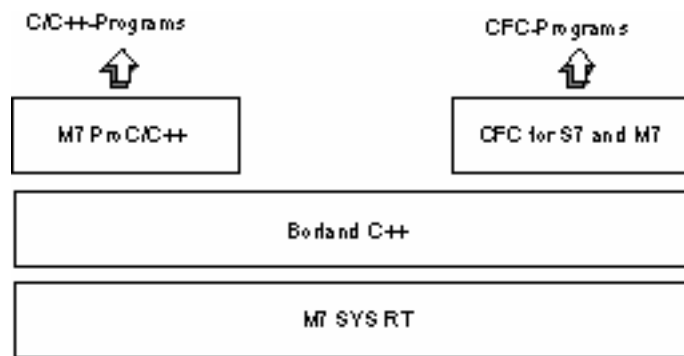 C/C++-Programs
CFC-Programs
M7 ProC/C++
CFC for S7 and M7
Borland C++
M7 SYS RT